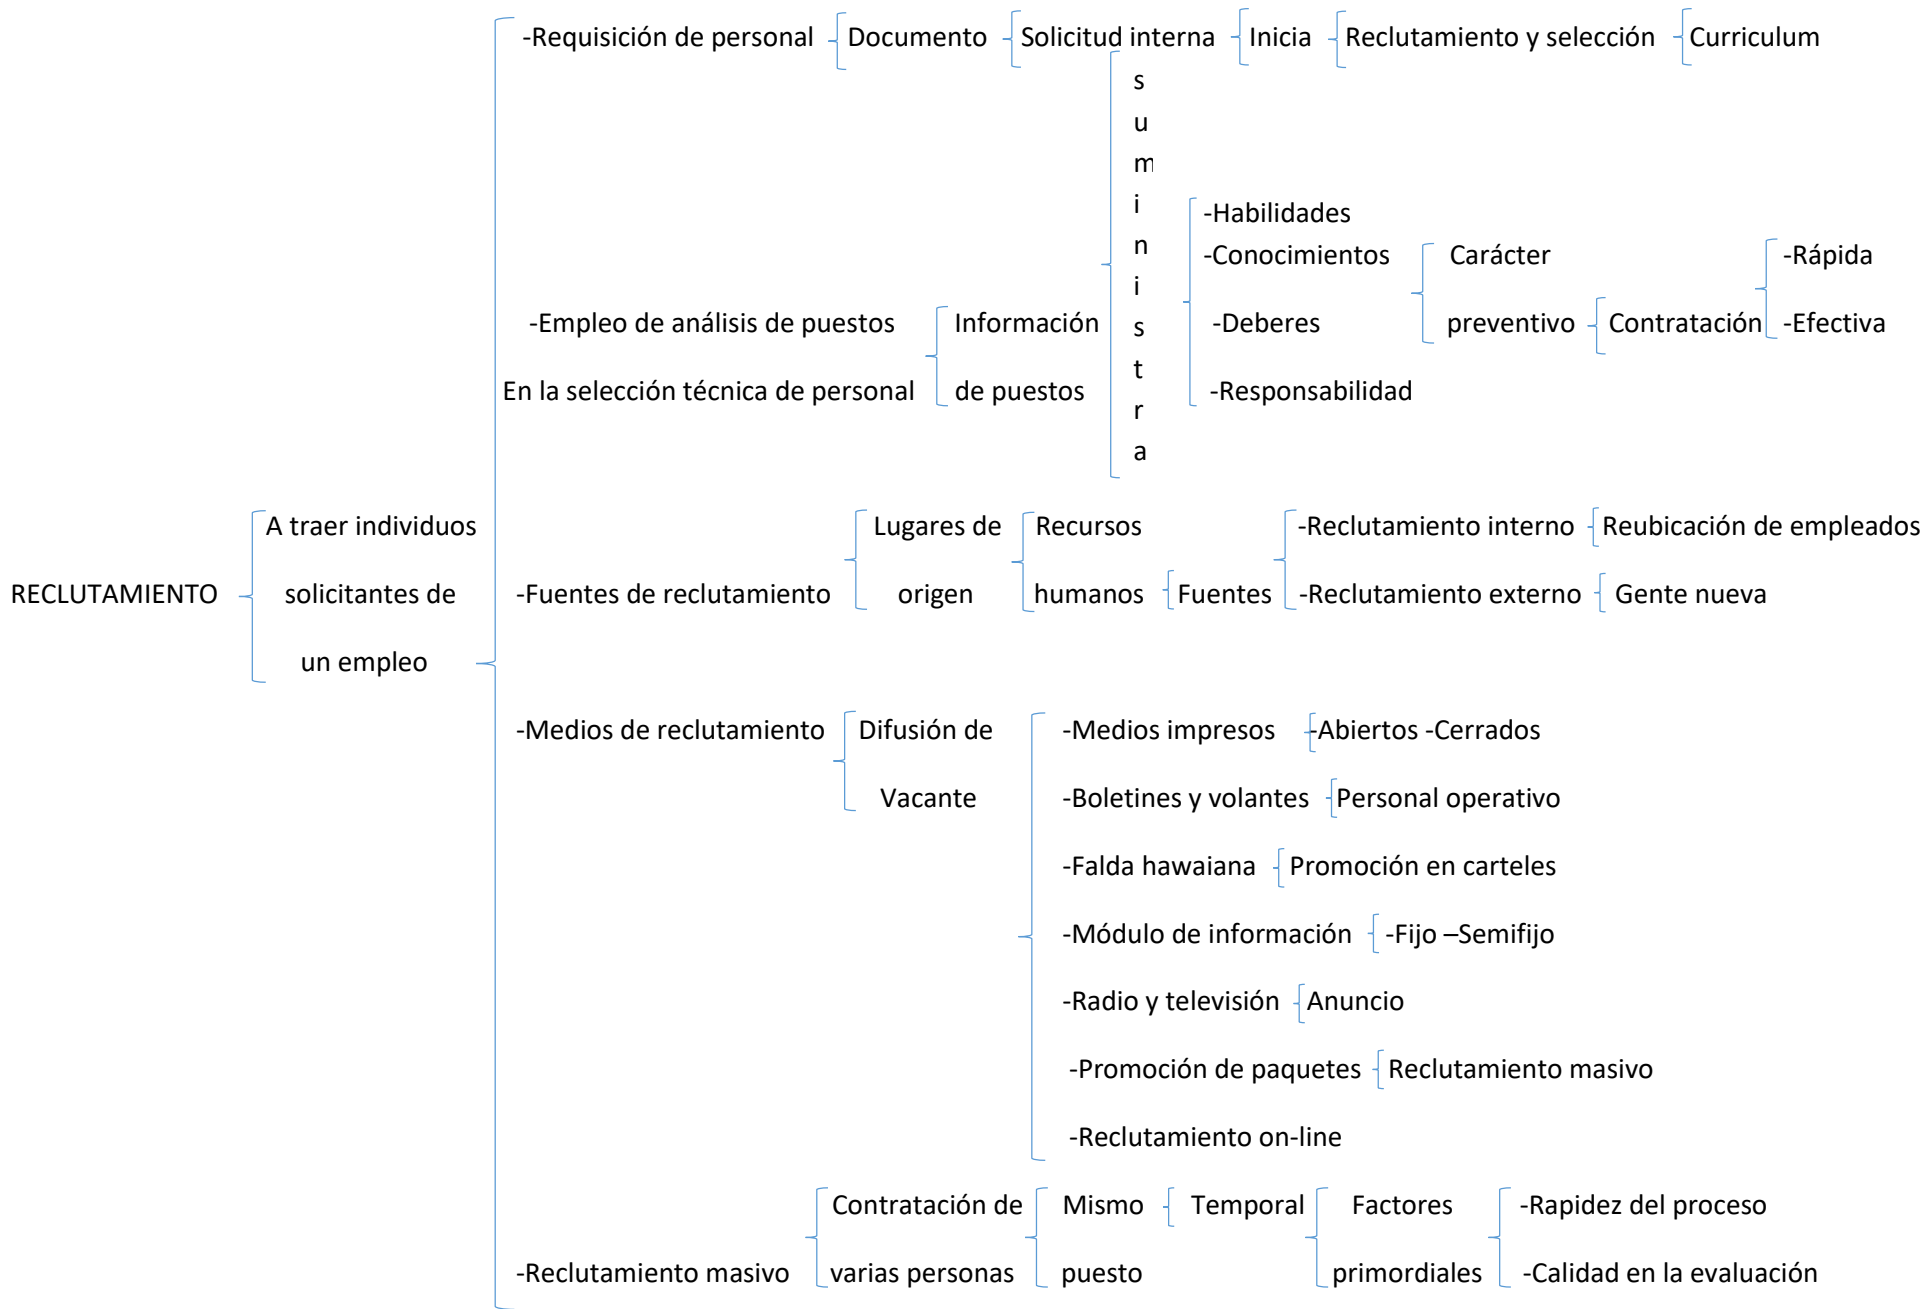 -Requisición de personal Documento Solicitud interna Inicia Reclutamiento y selección Curriculum
suministra
-Habilidades
-Conocimientos Carácter -Rápida
-Empleo de análisis de puestos Información -Deberes preventivo Contratación -Efectiva
En la selección técnica de personal de puestos -Responsabilidad
A traer individuos Lugares de Recursos -Reclutamiento interno Reubicación de empleados
RECLUTAMIENTO solicitantes de -Fuentes de reclutamiento origen humanos Fuentes -Reclutamiento externo Gente nueva
un empleo
-Medios de reclutamiento Difusión de -Medios impresos -Abiertos -Cerrados
Vacante -Boletines y volantes Personal operativo
-Falda hawaiana Promoción en carteles
-Módulo de información -Fijo –Semifijo
-Radio y televisión Anuncio
-Promoción de paquetes Reclutamiento masivo
-Reclutamiento on-line
Contratación de Mismo Temporal Factores -Rapidez del proceso
-Reclutamiento masivo varias personas puesto primordiales -Calidad en la evaluación